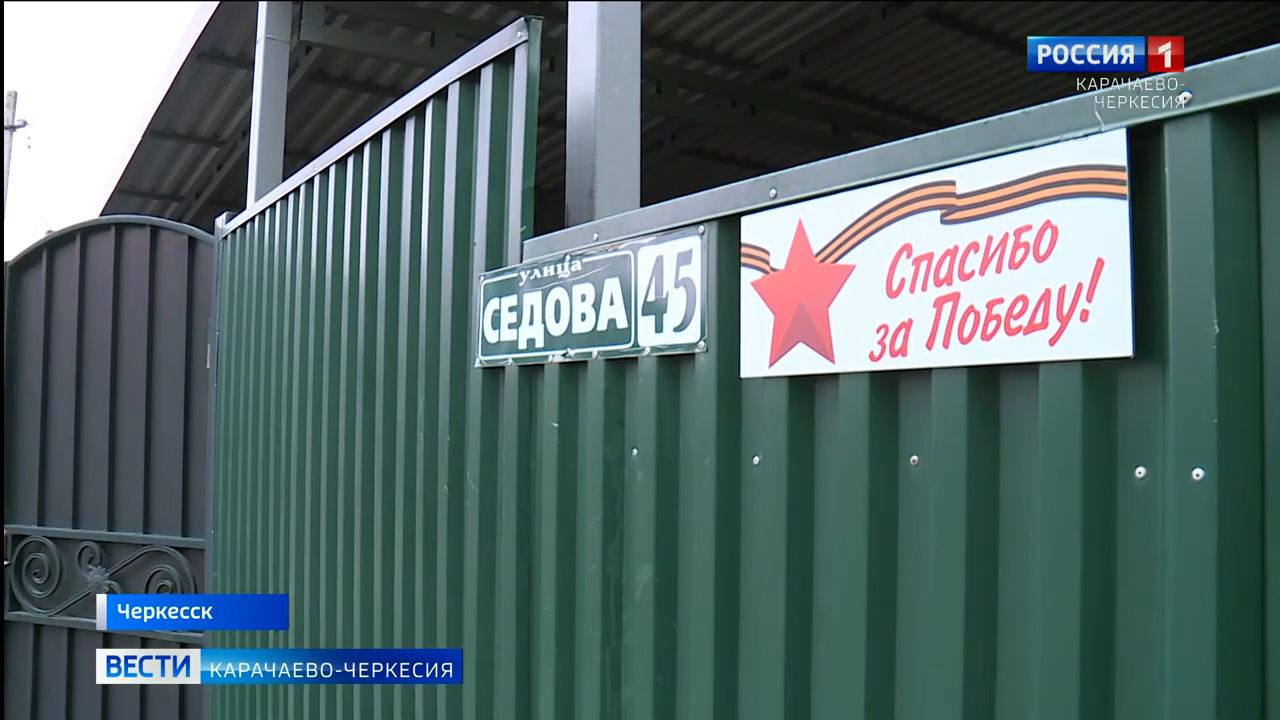 РОССИЯ 1
КАРАЧАЕВО-
ЧЕРКЕСИЯ
улица
СЕДОВА 45
Спасибо
за Победу!
Черкесск
ВЕСТИ КАРАЧАЕВО-ЧЕРКЕСИЯ